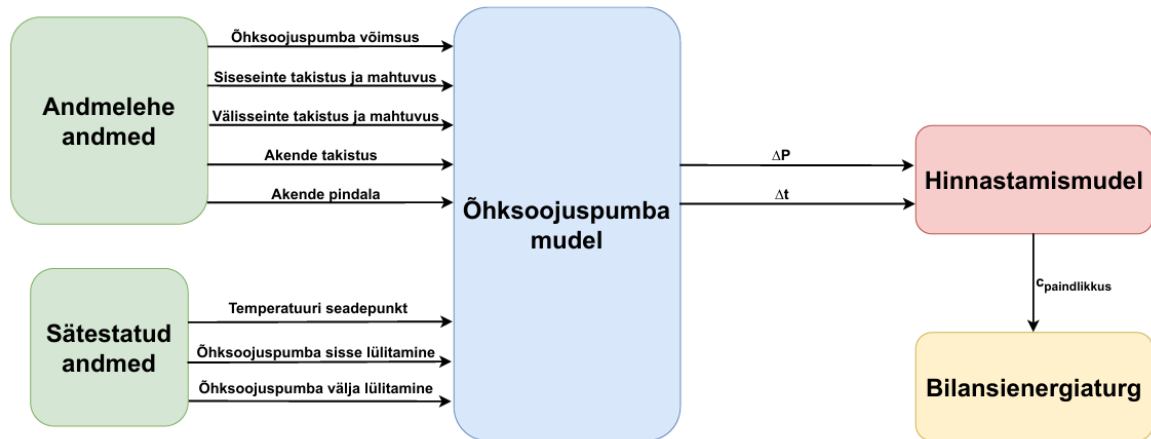 Andmelehe
andmed
Õhksoojuspumba võimsus
Siseseinte takistus ja mahtuvus
Välisseinte takistus ja mahtuvus
Akende takistus
Akende pindala
Sätestatud
andmed
Temperatuuri seadepunkt
Õhksoojuspumba sisse lülitamine
Õhksoojuspumba välja lülitamine
Õhksoojuspumba
mudel
ΔP
Δt
Hinnastamismudel
cpaindlikkus
Bilansienergiaturg